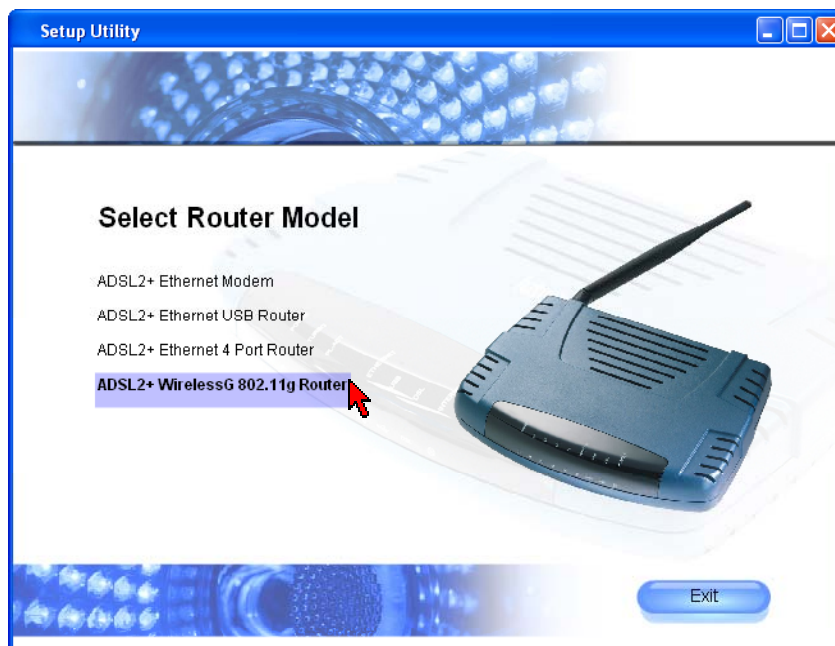 Setup Utility
Select Router Model
ADSL2+ Ethernet Modem
ADSL2+ Ethernet USB Router
ADSL2+ Ethernet 4 Port Router
ADSL2+ WirelessG 802.11g Router
Exit